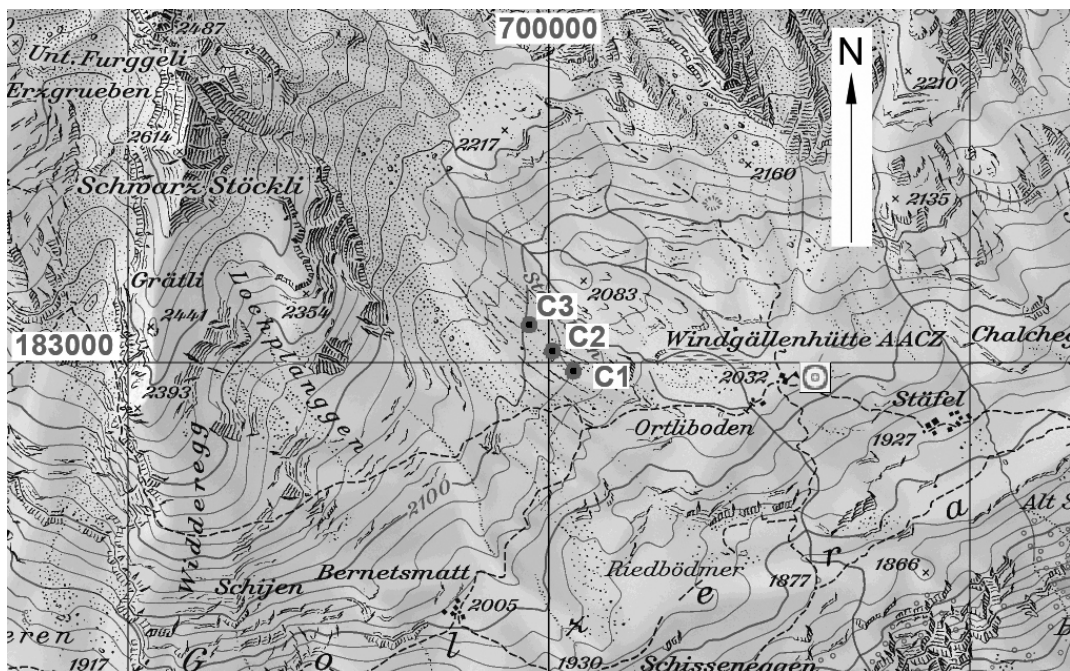 2487
700000
Unt. Furggeli
Erzgrueben
N
2210
2614
2217
2160
Schwarz Stöckli
2135
Grätli
Lochplanggen
2354
2083
2441
C3
183000
C2
Windgällenhütte AACZ
Chalcheg
C1
2393
2032
Stäfel
Ortliboden
1927
Widderegg
2100
a
Alt S
Bernetsmatt
Riedbödmer
r
1866
Schijen
1877
2005
e
eren
1917
G
o
l
1930
Schisseneggen